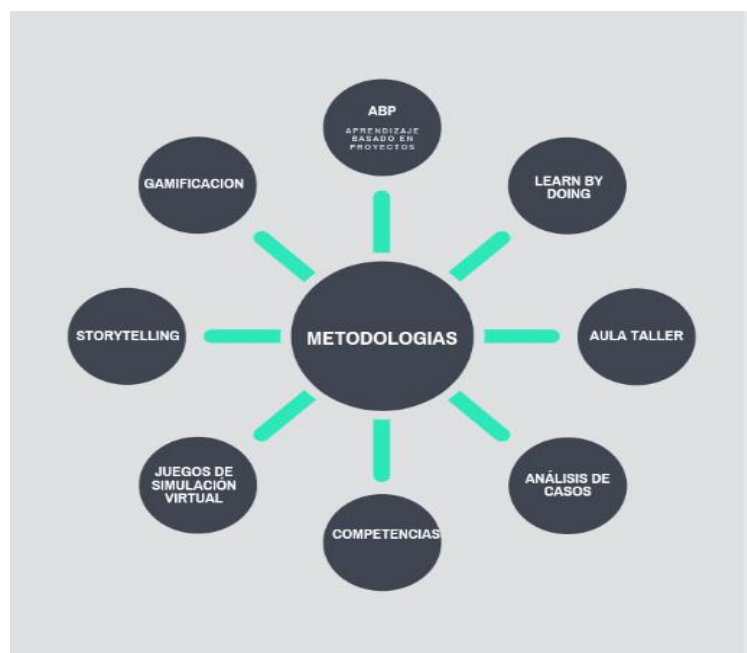 ABP
APRENDIZAJE
BASADO EN
PROYECTOS
GAMIFICACION
LEARN BY
DOING
STORYTELLING
METODOLOGIAS
AULA TALLER
JUEGOS DE
SIMULACIÓN
VIRTUAL
ANÁLISIS DE
CASOS
COMPETENCIAS